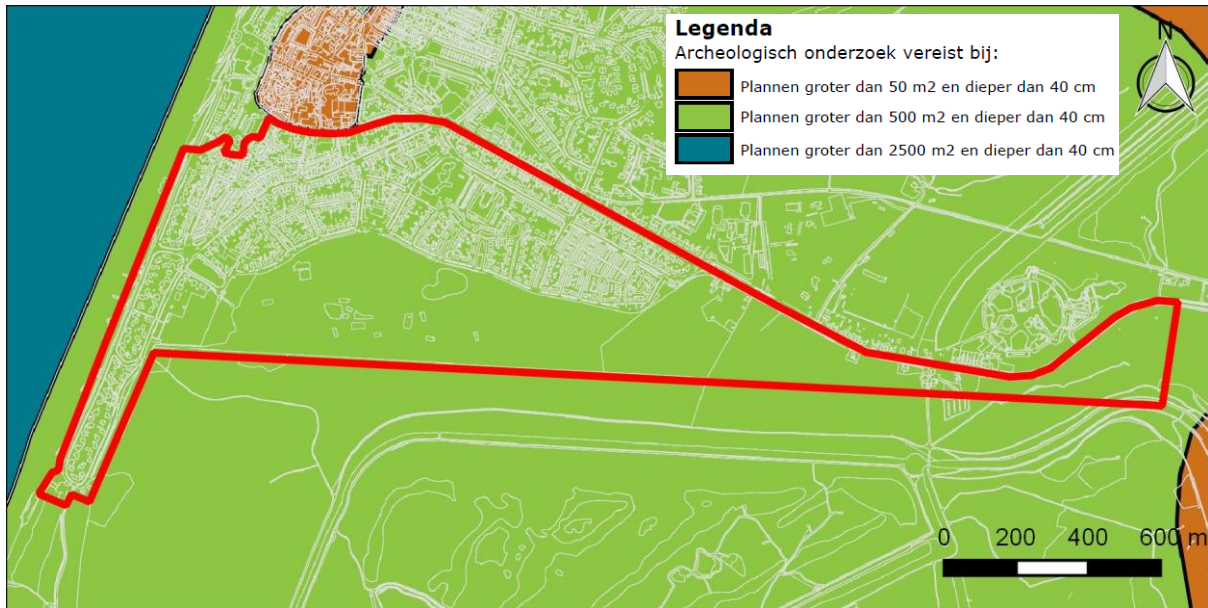 Legenda
Archeologisch onderzoek vereist bij:
Plannen groter dan 50 m2 en dieper dan 40 cm
Plannen groter dan 500 m2 en dieper dan 40 cm
Plannen groter dan 2500 m2 en dieper dan 40 cm
N
0 200 400 600 m